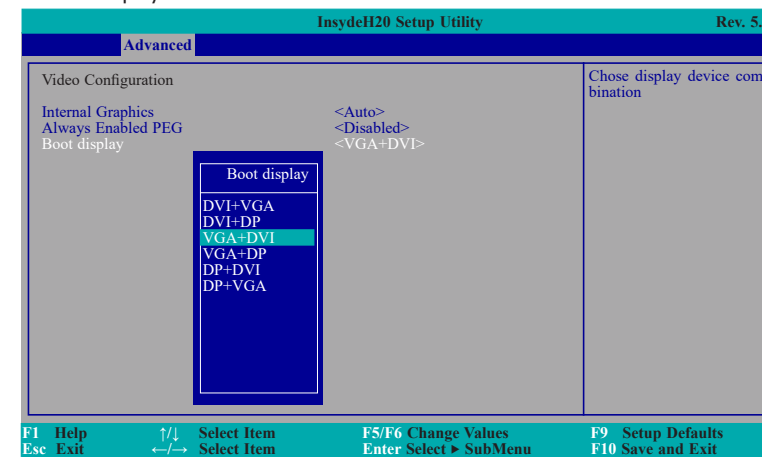 InsydeH20 Setup Utility Rev. 5.
Advanced
Video Configuration
Chose display device com
bination
Internal Graphics <Auto>
Always Enabled PEG <Disabled>
Boot display <VGA+DVI>
Boot display
DVI+VGA
DVI+DP
VGA+DVI
VGA+DP
DP+DVI
DP+VGA
F1 Help ↑/↓ Select Item F5/F6 Change Values F9 Setup Defaults
Esc Exit ←/→ Select Item Enter Select ▶ SubMenu F10 Save and Exit